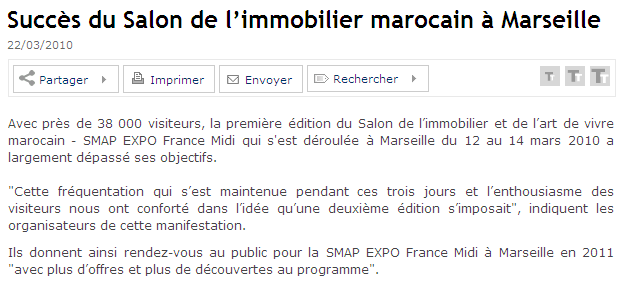 Succès du Salon de l’immobilier marocain à Marseille
22/03/2010
Partager Imprimer Envoyer Rechercher T T T
Avec près de 38 000 visiteurs, la première édition du Salon de l’immobilier et de l’art de vivre
marocain - SMAP EXPO France Midi qui s'est déroulée à Marseille du 12 au 14 mars 2010 a
largement dépassé ses objectifs.
"Cette fréquentation qui s’est maintenue pendant ces trois jours et l’enthousiasme des
visiteurs nous ont conforté dans l’idée qu’une deuxième édition s’imposait", indiquent les
organisateurs de cette manifestation.
Ils donnent ainsi rendez-vous au public pour la SMAP EXPO France Midi à Marseille en 2011
"avec plus d’offres et plus de découvertes au programme".